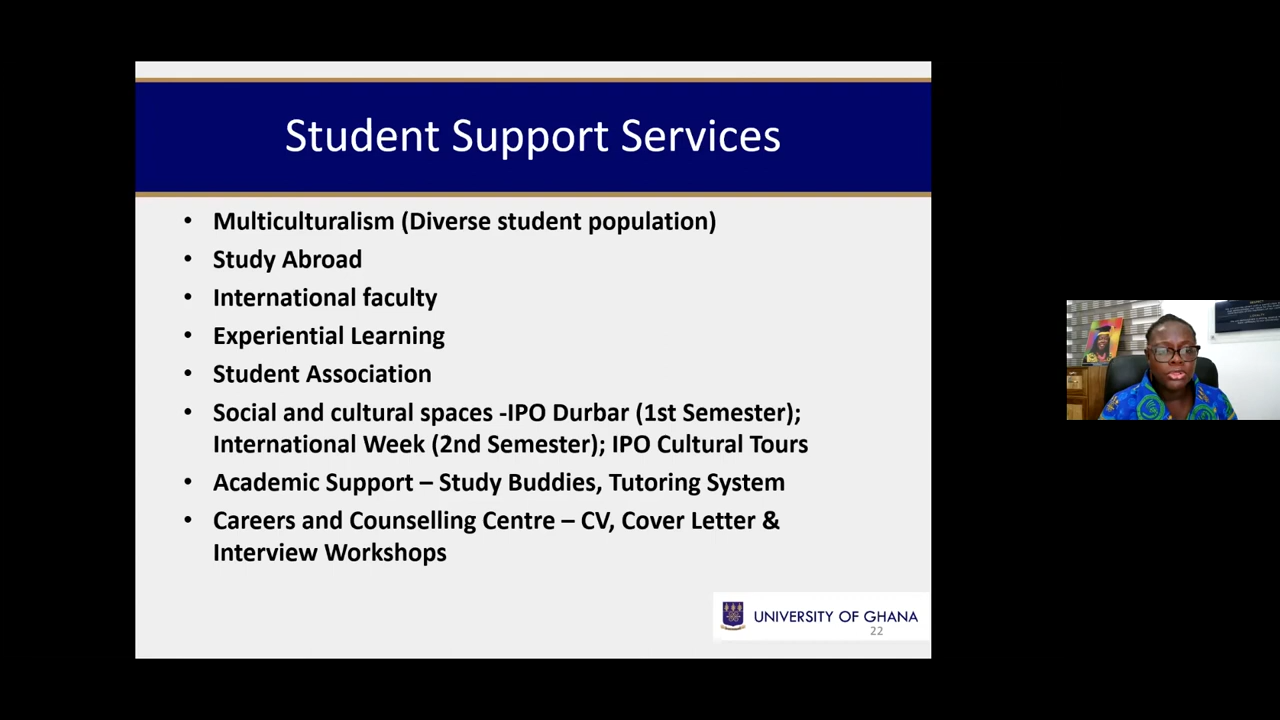 Student Support Services
• Multiculturalism (Diverse student population)
• Study Abroad
• International faculty
• Experiential Learning
• Student Association
• Social and cultural spaces -IPO Durbar (1st Semester);
International Week (2nd Semester); IPO Cultural Tours
• Academic Support – Study Buddies, Tutoring System
• Careers and Counselling Centre – CV, Cover Letter &
Interview Workshops
UNIVERSITY OF GHANA
22